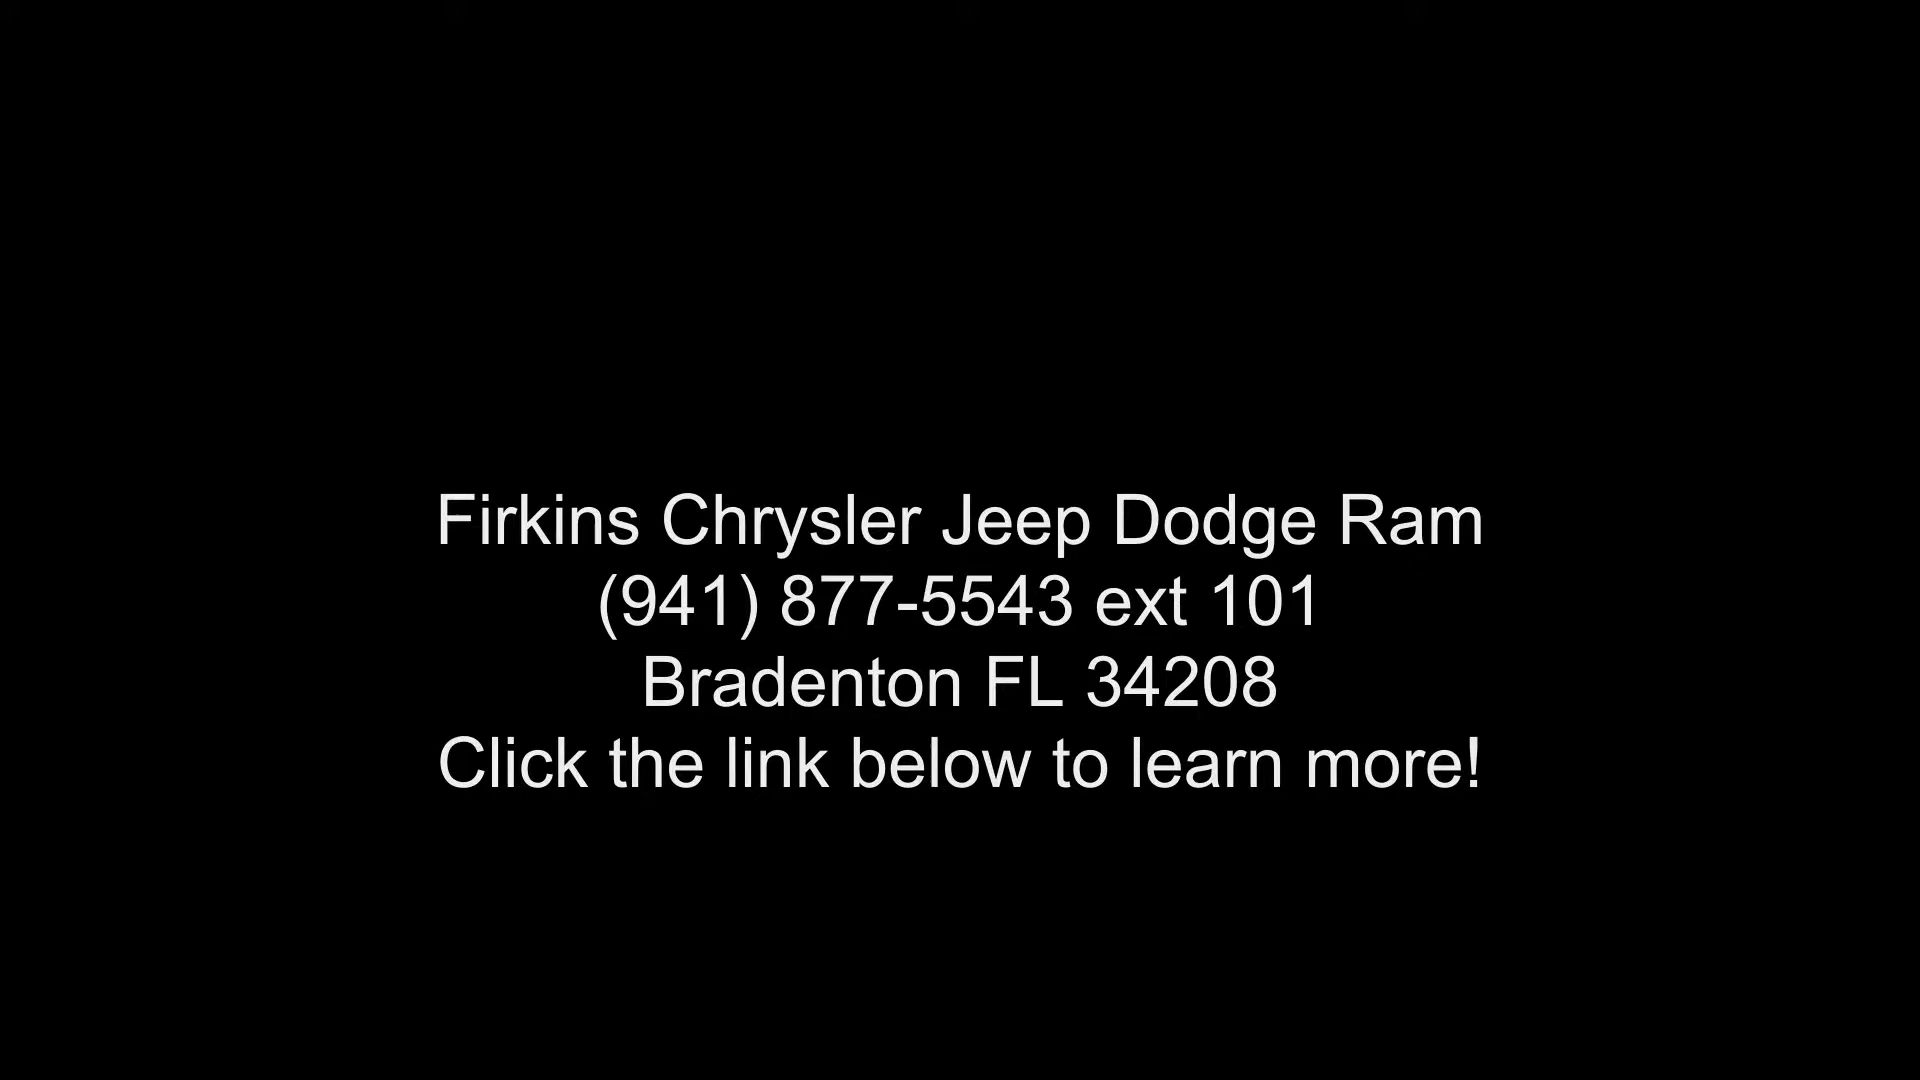 Firkins Chrysler Jeep Dodge Ram
(941) 877-5543 ext 101
Bradenton FL 34208
Click the link below to learn more!